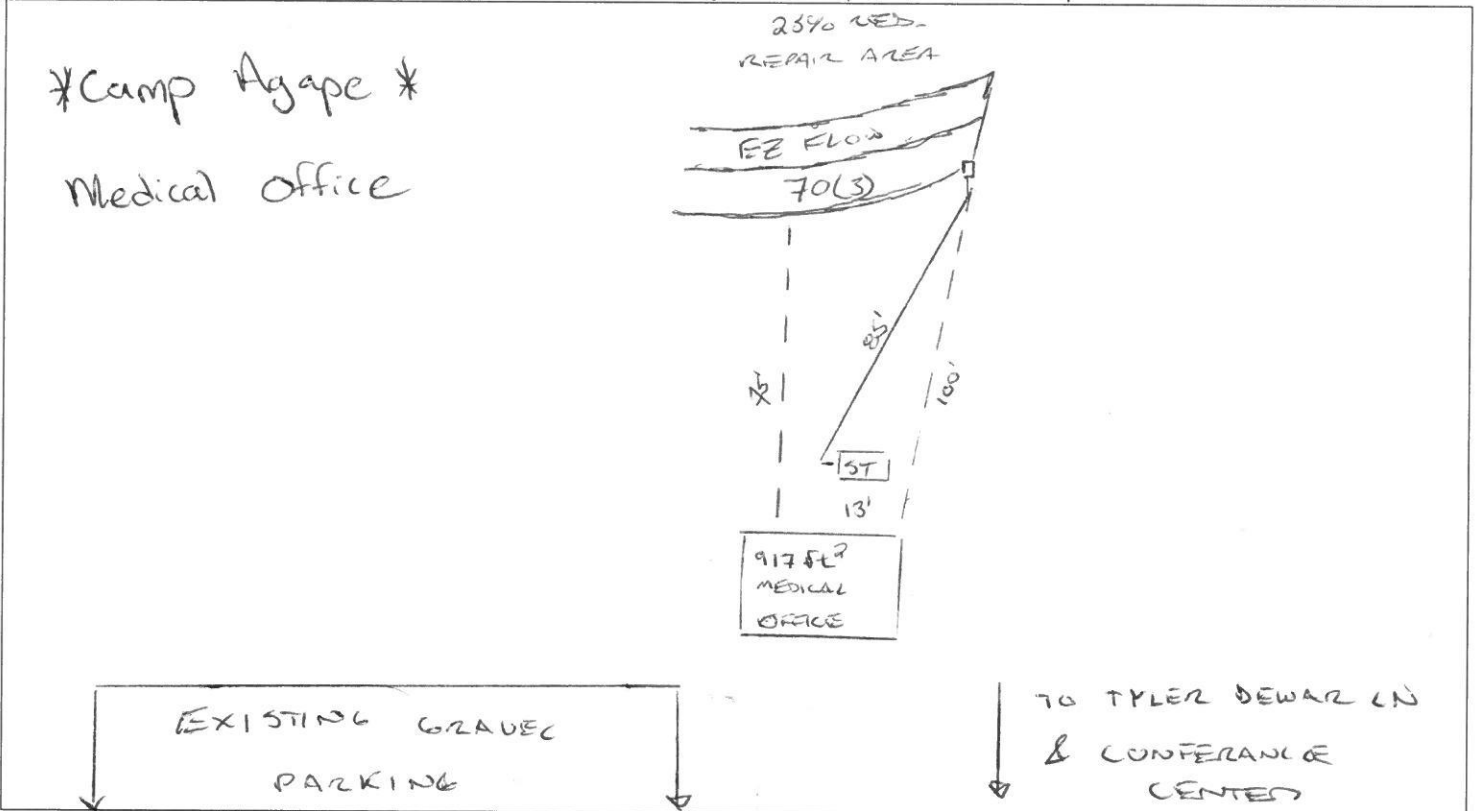 *Camp Agape *
Medical Office
25% RED.
REPAIR AREA
EZ FLOW
70(3)
85'
100'
75'
ST
13'
917 ft²
MEDICAL
OFFICE
EXISTING GRAVEL
PARKING
TO TYLER DEWAR LN
& CONFERANCE
CENTER